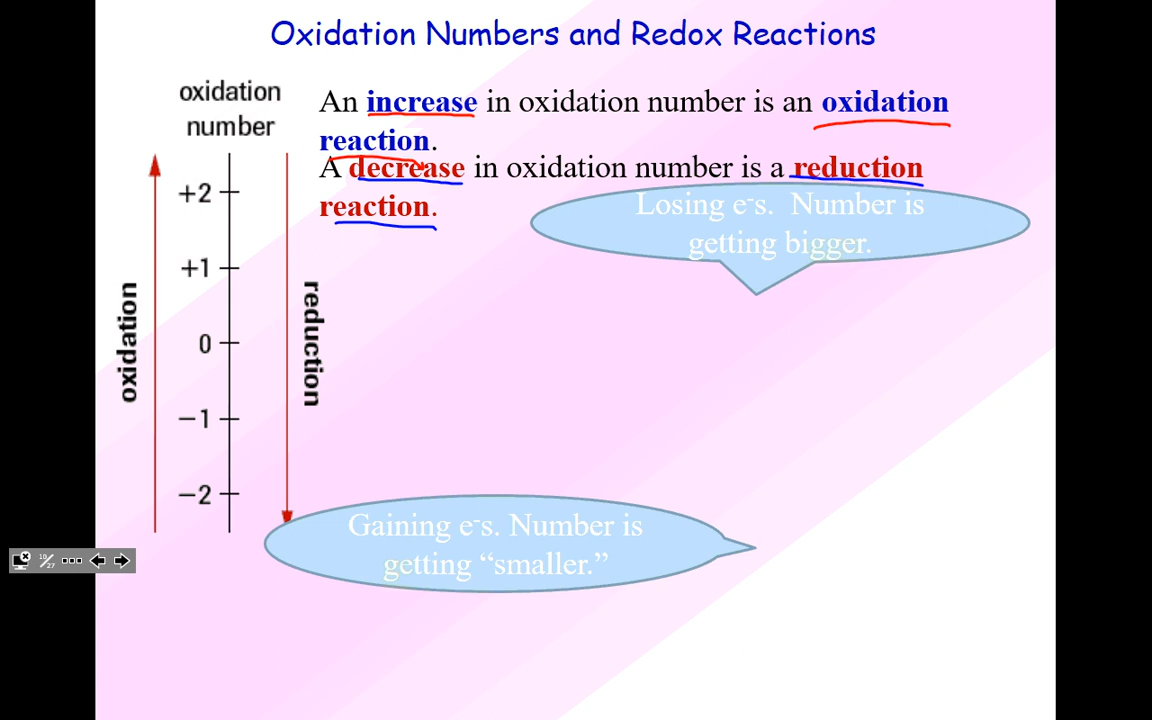 Oxidation Numbers and Redox Reactions
oxidation
number
An increase in oxidation number is an oxidation
reaction.
A decrease in oxidation number is a reduction
reaction.
Losing e⁻s. Number is
getting bigger.
+2
+1
0
−1
−2
oxidation
reduction
Gaining e⁻s. Number is
getting “smaller.”
19/27